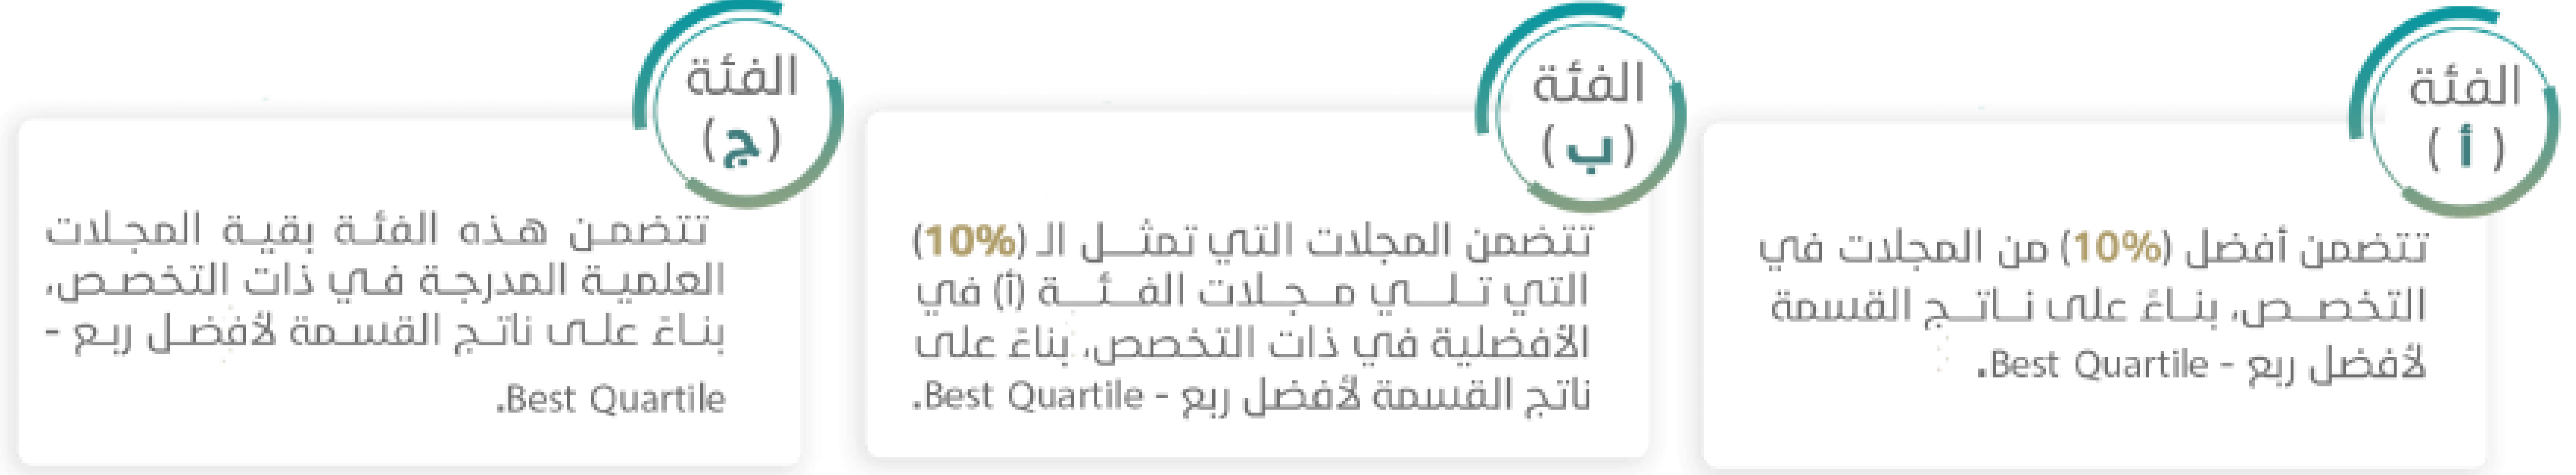 الفئة
(أ)
تتضمن أفضل (10%) من المجلات في
التخصص، بناءً على ناتج القسمة
لأفضل ربع - Best Quartile.
الفئة
(ب)
تتضمن المجلات التي تمثل الـ (10%)
التي تلي مجلات الفئة (أ) في
الأفضلية في ذات التخصص، بناءً على
ناتج القسمة لأفضل ربع - Best Quartile.
الفئة
(ج)
تتضمن هذه الفئة بقية المجلات
العلمية المدرجة في ذات التخصص،
بناءً على ناتج القسمة لأفضل ربع -
Best Quartile.